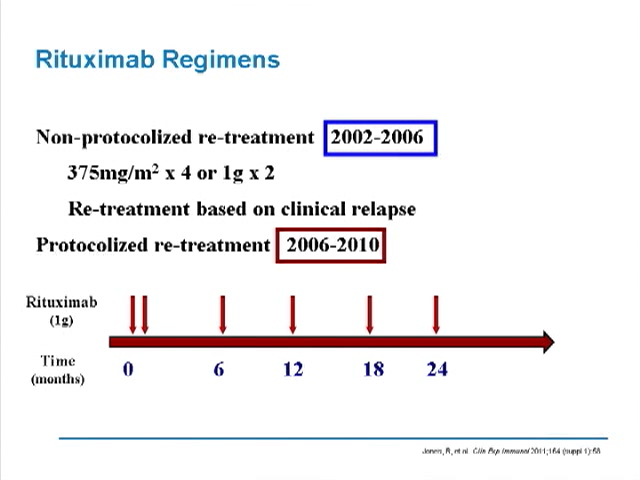 Rituximab Regimens
Non-protocolized re-treatment 2002-2006
375mg/m² x 4 or 1g x 2
Re-treatment based on clinical relapse
Protocolized re-treatment 2006-2010
Rituximab
(1g)
Time
(months)
0 6 12 18 24
Jones, R, et al. Clin Exp Immunol 2011;164 (suppl 1):58